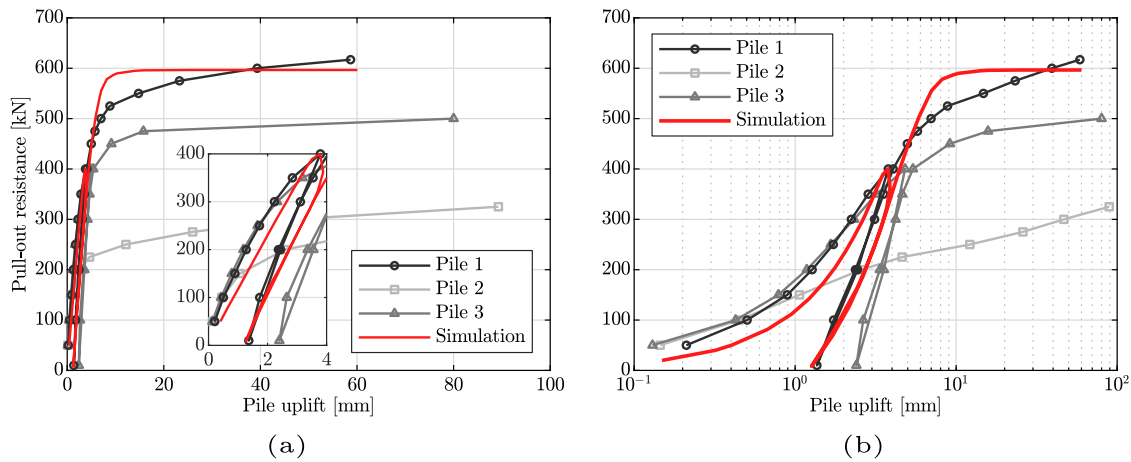 700
600
500
400
300
200
100
0
Pull-out resistance [kN]
0 20 40 60 80 100
Pile uplift [mm]
400
300
200
100
0
0 2 4
Pile 1
Pile 2
Pile 3
Simulation
(a)
700
600
500
400
300
200
100
0
10⁻¹ 10⁰ 10¹ 10²
Pile uplift [mm]
Pile 1
Pile 2
Pile 3
Simulation
(b)